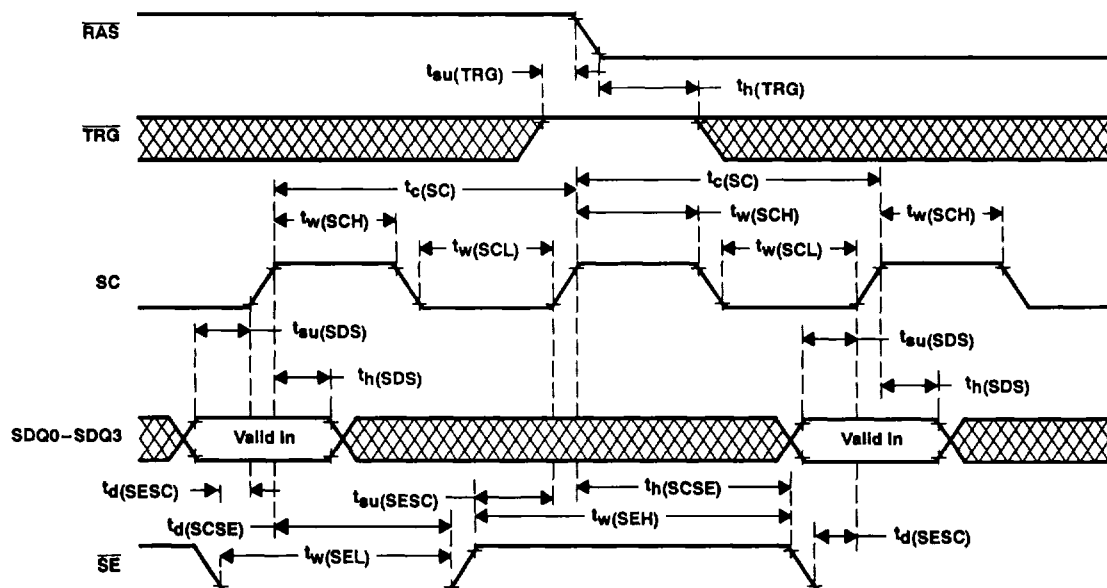 RAS
tsu(TRG)
th(TRG)
TRG
tc(SC)
tc(SC)
tw(SCH)
tw(SCH)
tw(SCH)
tw(SCL)
tw(SCL)
SC
tsu(SDS)
tsu(SDS)
th(SDS)
th(SDS)
SDQ0–SDQ3
Valid In
Valid In
td(SESC)
tsu(SESC)
th(SCSE)
td(SCSE)
tw(SEH)
td(SESC)
tw(SEL)
SE